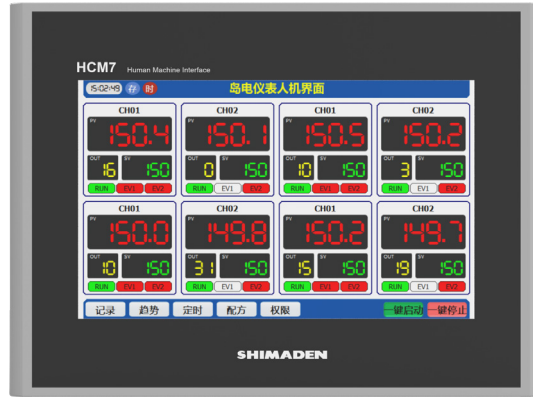 HCM7 Human Machine Interface
15:02:49 存 时 岛电仪表人机界面
CH01 CH02 CH01 CH02
PV 150.4 PV 150.1 PV 150.5 PV 150.2
OUT 16 SV 150 OUT 0 SV 150 OUT 10 SV 150 OUT 3 SV 150
RUN EV1 EV2 RUN EV1 EV2 RUN EV1 EV2 RUN EV1 EV2
CH01 CH02 CH01 CH02
PV 150.0 PV 149.8 PV 150.2 PV 149.7
OUT 10 SV 150 OUT 31 SV 150 OUT 15 SV 150 OUT 19 SV 150
RUN EV1 EV2 RUN EV1 EV2 RUN EV1 EV2 RUN EV1 EV2
记录 趋势 定时 配方 权限 一键启动 一键停止
SHIMADEN